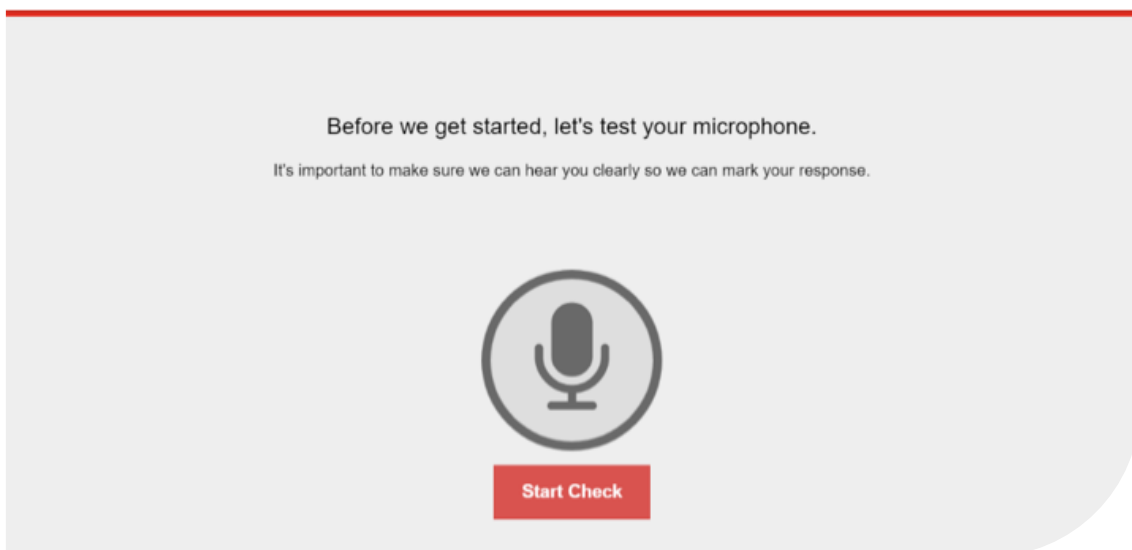 Before we get started, let's test your microphone.
It's important to make sure we can hear you clearly so we can mark your response.
Start Check